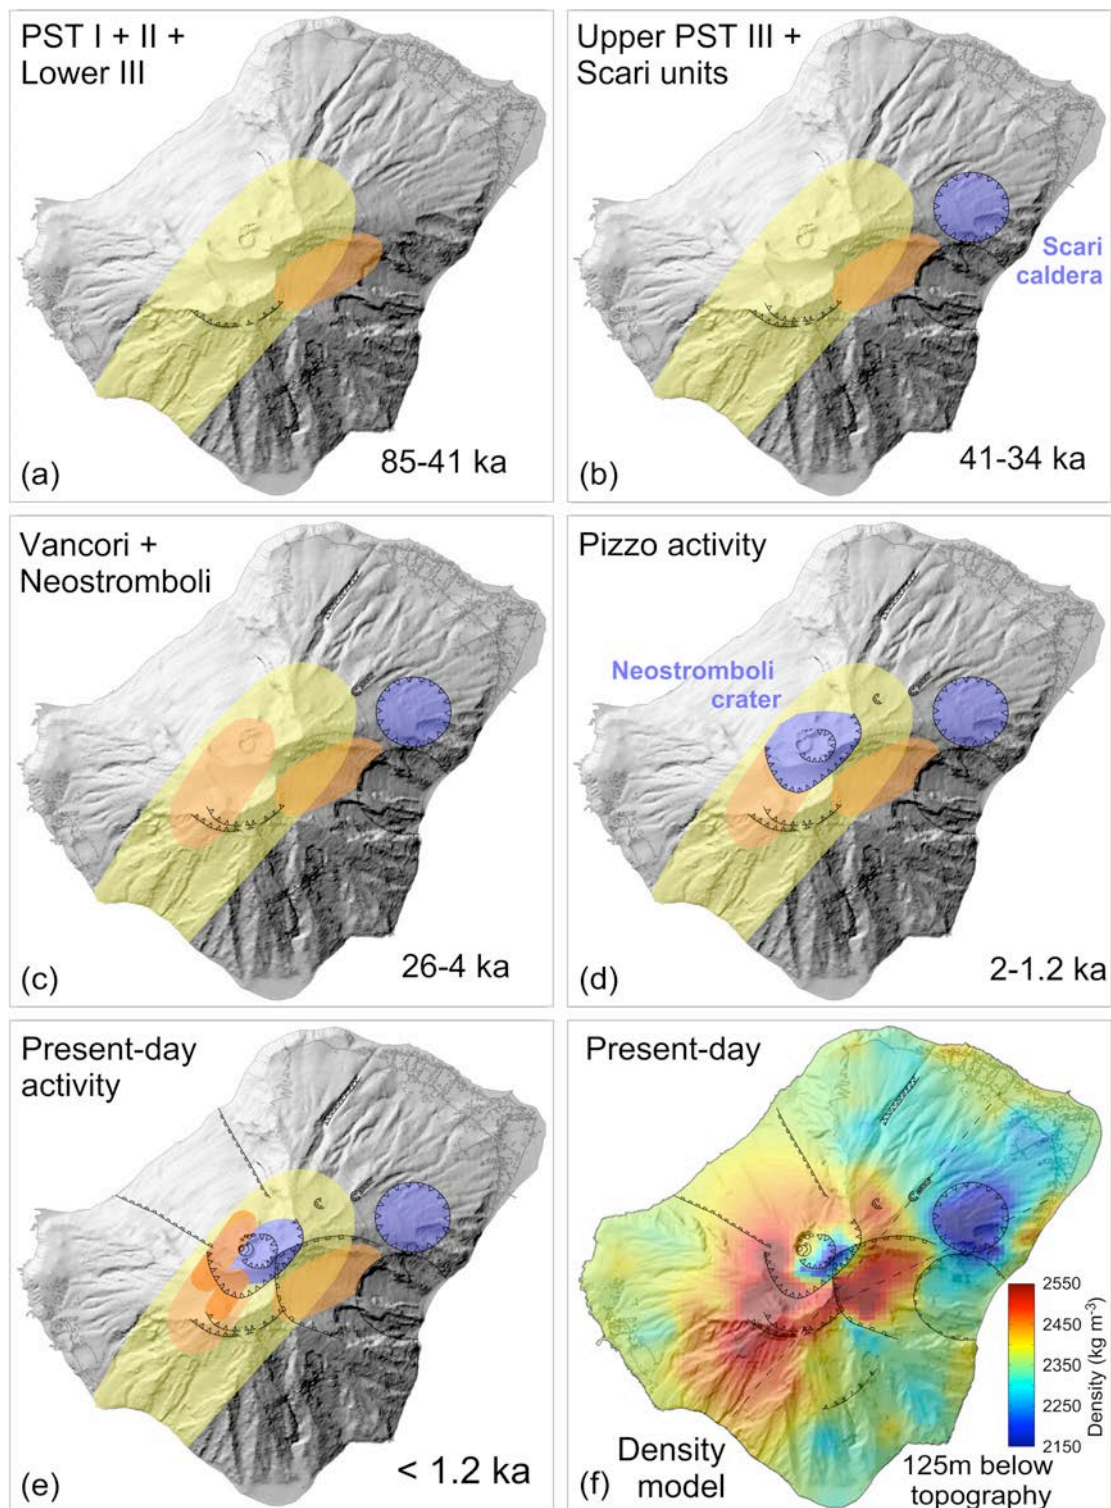 PST I + II +
Lower III
(a)
85-41 ka
Upper PST III +
Scari units
Scari
caldera
(b)
41-34 ka
Vancori +
Neostromboli
(c)
26-4 ka
Pizzo activity
Neostromboli
crater
(d)
2-1.2 ka
Present-day
activity
(e)
< 1.2 ka
Present-day
2550
2450
2350
2250
2150
Density (kg m-3)
(f)
Density
model
125m below
topography